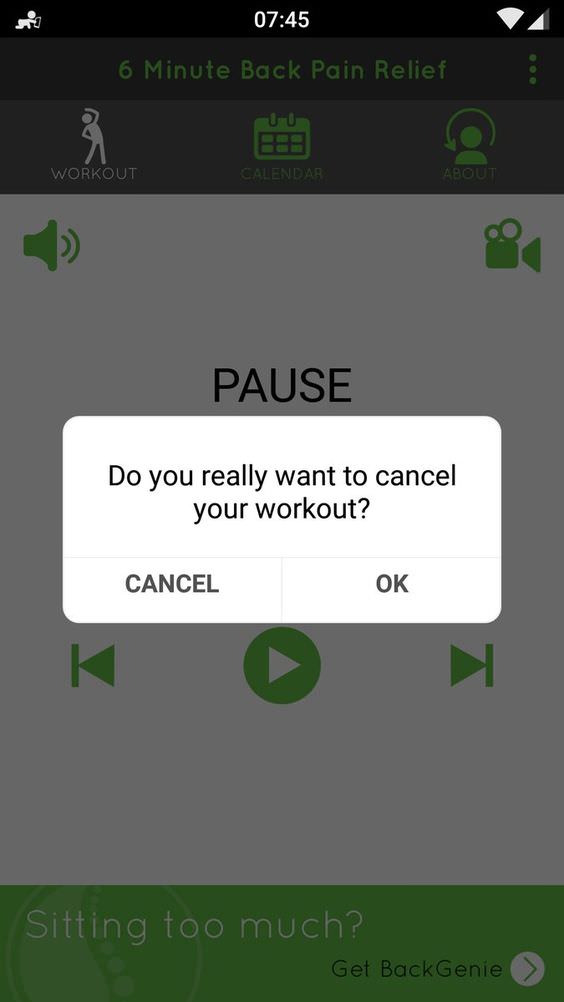 07:45
6 Minute Back Pain Relief
WORKOUT
CALENDAR
ABOUT
PAUSE
Do you really want to cancel
your workout?
CANCEL
OK
Sitting too much?
Get BackGenie